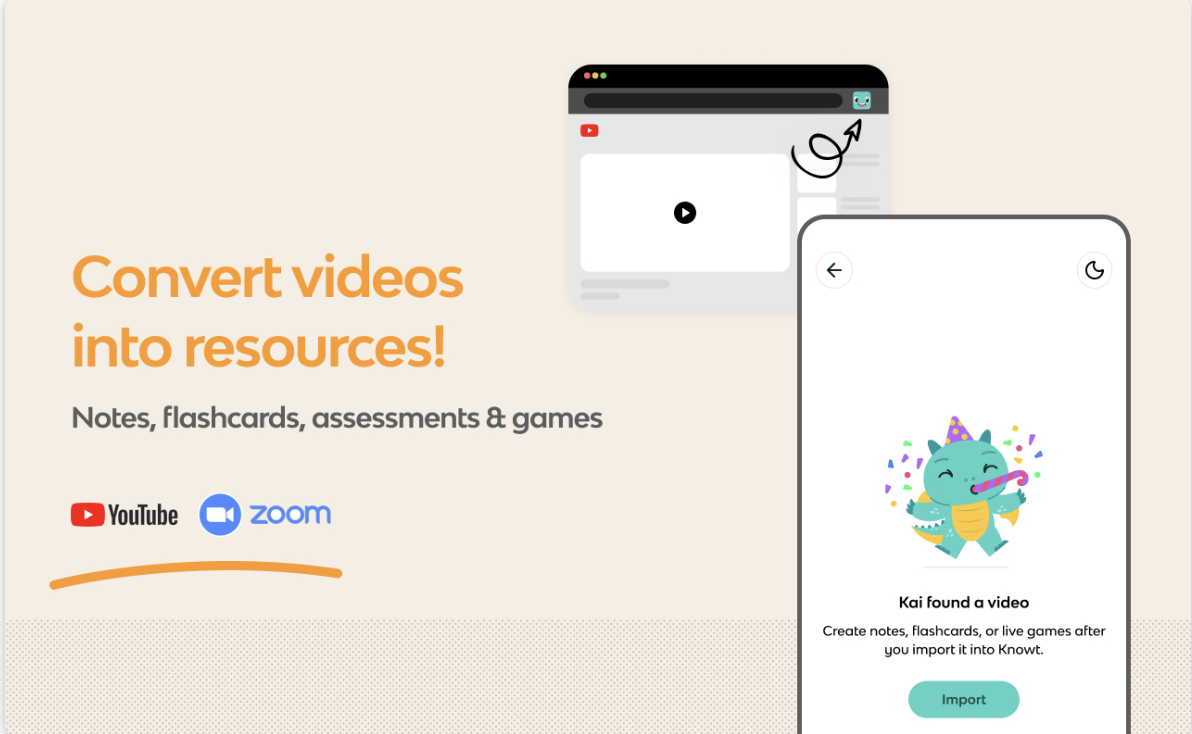 Convert videos
into resources!
Notes, flashcards, assessments & games
YouTube
zoom
Kai found a video
Create notes, flashcards, or live games after
you import it into Knowt.
Import